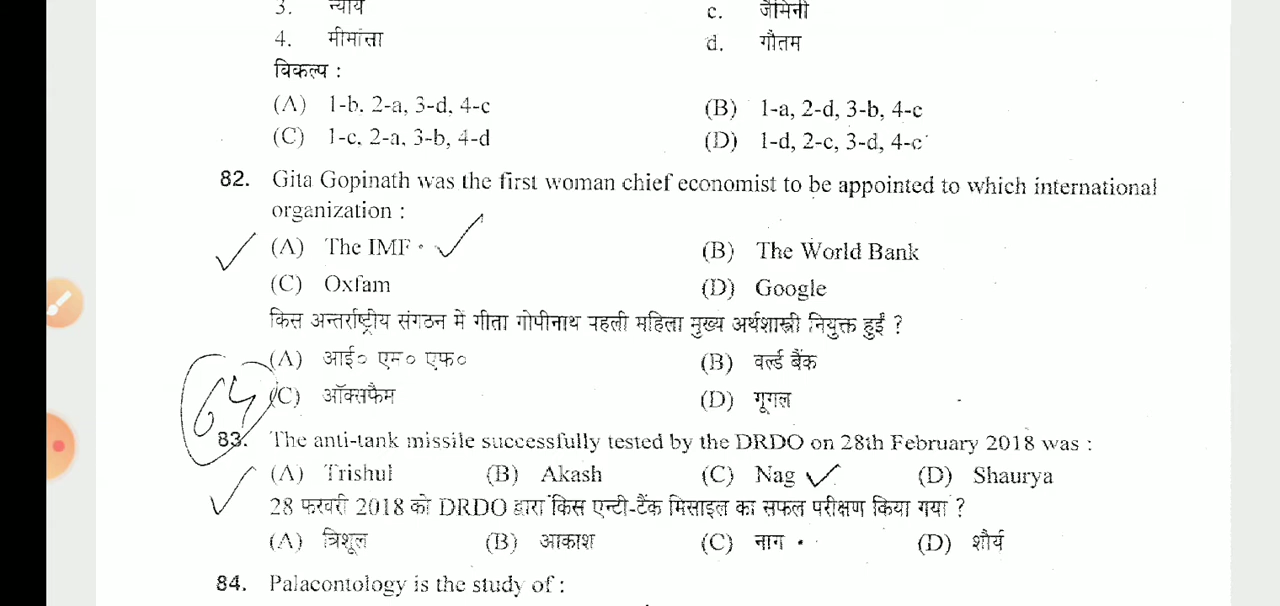 3. न्याय c. जैमिनी
4. मीमांसा d. गौतम
विकल्प :
(A) 1-b, 2-a, 3-d, 4-c (B) 1-a, 2-d, 3-b, 4-c
(C) 1-c, 2-a, 3-b, 4-d (D) 1-d, 2-c, 3-d, 4-c
82. Gita Gopinath was the first woman chief economist to be appointed to which international
organization :
(A) The IMF (B) The World Bank
(C) Oxfam (D) Google
किस अन्तर्राष्ट्रीय संगठन में गीता गोपीनाथ पहली महिला मुख्य अर्थशास्त्री नियुक्त हुईं ?
(A) आई० एम० एफ० (B) वर्ल्ड बैंक
(C) ऑक्सफैम (D) गूगल
64
83. The anti-tank missile successfully tested by the DRDO on 28th February 2018 was :
(A) Trishul (B) Akash (C) Nag (D) Shaurya
28 फरवरी 2018 को DRDO द्वारा किस एन्टी-टैंक मिसाइल का सफल परीक्षण किया गया ?
(A) त्रिशूल (B) आकाश (C) नाग (D) शौर्य
84. Palaeontology is the study of :